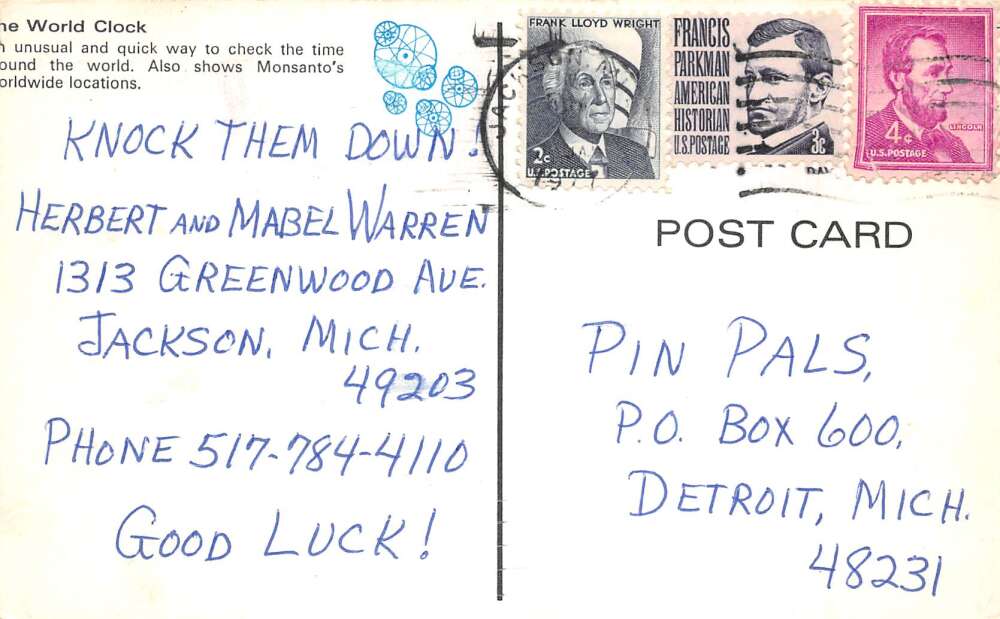 he World Clock
n unusual and quick way to check the time
ound the world. Also shows Monsanto's
orldwide locations.
KNOCK THEM DOWN!
HERBERT AND MABEL WARREN
1313 GREENWOOD AVE.
JACKSON, MICH.
49203
PHONE 517-784-4110
GOOD LUCK!
FRANK LLOYD WRIGHT
2c
U.S. POSTAGE
FRANCIS
PARKMAN
AMERICAN
HISTORIAN
U.S. POSTAGE
3c
LINCOLN
4¢
U.S. POSTAGE
JACKSON
1977
POST CARD
PIN PALS,
P.O. BOX 600,
DETROIT, MICH.
48231